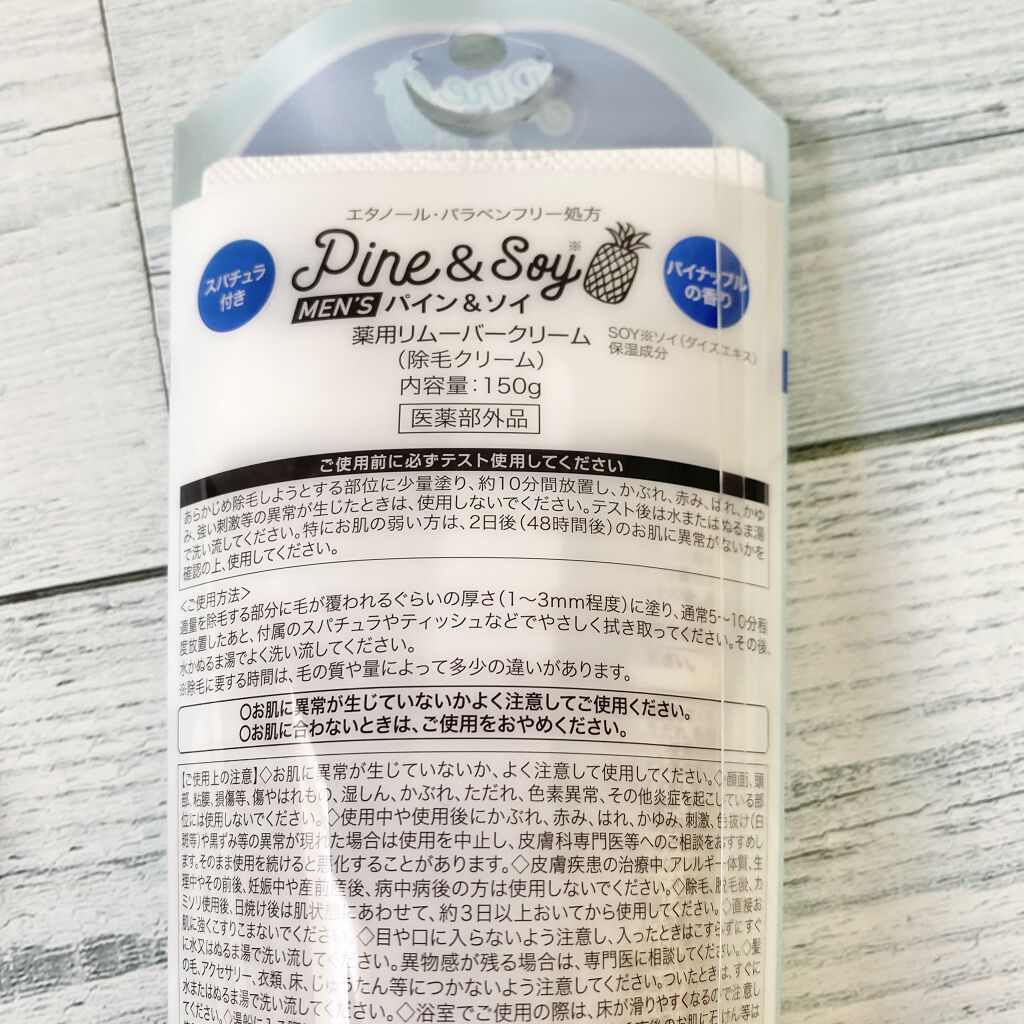 エタノール・パラベンフリー処方
スパチュラ
付き
Pine & Soy※
パイナップル
の香り
MEN'S パイン&ソイ
薬用リムーバークリーム
(除毛クリーム)
SOY※ソイ(ダイズエキス)
保湿成分
内容量:150g
医薬部外品
ご使用前に必ずテスト使用してください
あらかじめ除毛しようとする部位に少量塗り、約10分間放置し、かぶれ、赤み、はれ、かゆ
み、強い刺激等の異常が生じたときは、使用しないでください。テスト後は水またはぬるま湯
で洗い流してください。特にお肌の弱い方は、2日後(48時間後)のお肌に異常がないかを
確認の上、使用してください。
<ご使用方法>
適量を除毛する部分に毛が覆われるぐらいの厚さ(1〜3mm程度)に塗り、通常5〜10分程
度放置したあと、付属のスパチュラやティッシュなどでやさしく拭き取ってください。その後、
水かぬるま湯でよく洗い流してください。
※除毛に要する時間は、毛の質や量によって多少の違いがあります。
○お肌に異常が生じていないかよく注意してご使用ください。
○お肌に合わないときは、ご使用をおやめください。
【ご使用上の注意】◇お肌に異常が生じていないか、よく注意して使用してください。◇顔面、頭
部、粘膜、損傷等、傷やはれもの、湿しん、かぶれ、ただれ、色素異常、その他炎症を起こしている部
位には使用しないでください。◇使用中や使用後にかぶれ、赤み、はれ、かゆみ、刺激、色抜け(白
斑等)や黒ずみ等の異常が現れた場合は使用を中止し、皮膚科専門医等へのご相談をおすすめし
ます。そのまま使用を続けると悪化することがあります。◇皮膚疾患の治療中、アレルギー体質、生
理中やその前後、妊娠中や産前産後、病中病後の方は使用しないでください。◇除毛、脱毛後、カ
ミソリ使用後、日焼け後は肌状態にあわせて、約3日以上おいてから使用してください。◇直接お
肌に強くこすりこまないでください。◇目や口に入らないよう注意し、入ったときはこすらずにすぐ
に水又はぬるま湯で洗い流してください。異物感が残る場合は、専門医に相談してください。◇髪
の毛、アクセサリー、衣類、床、じゅうたん等につかないよう注意してください。ついたときは、すぐに
水またはぬるま湯で洗い流してください。◇浴室でご使用の際は、床が滑りやすくなるので注意し
てください。